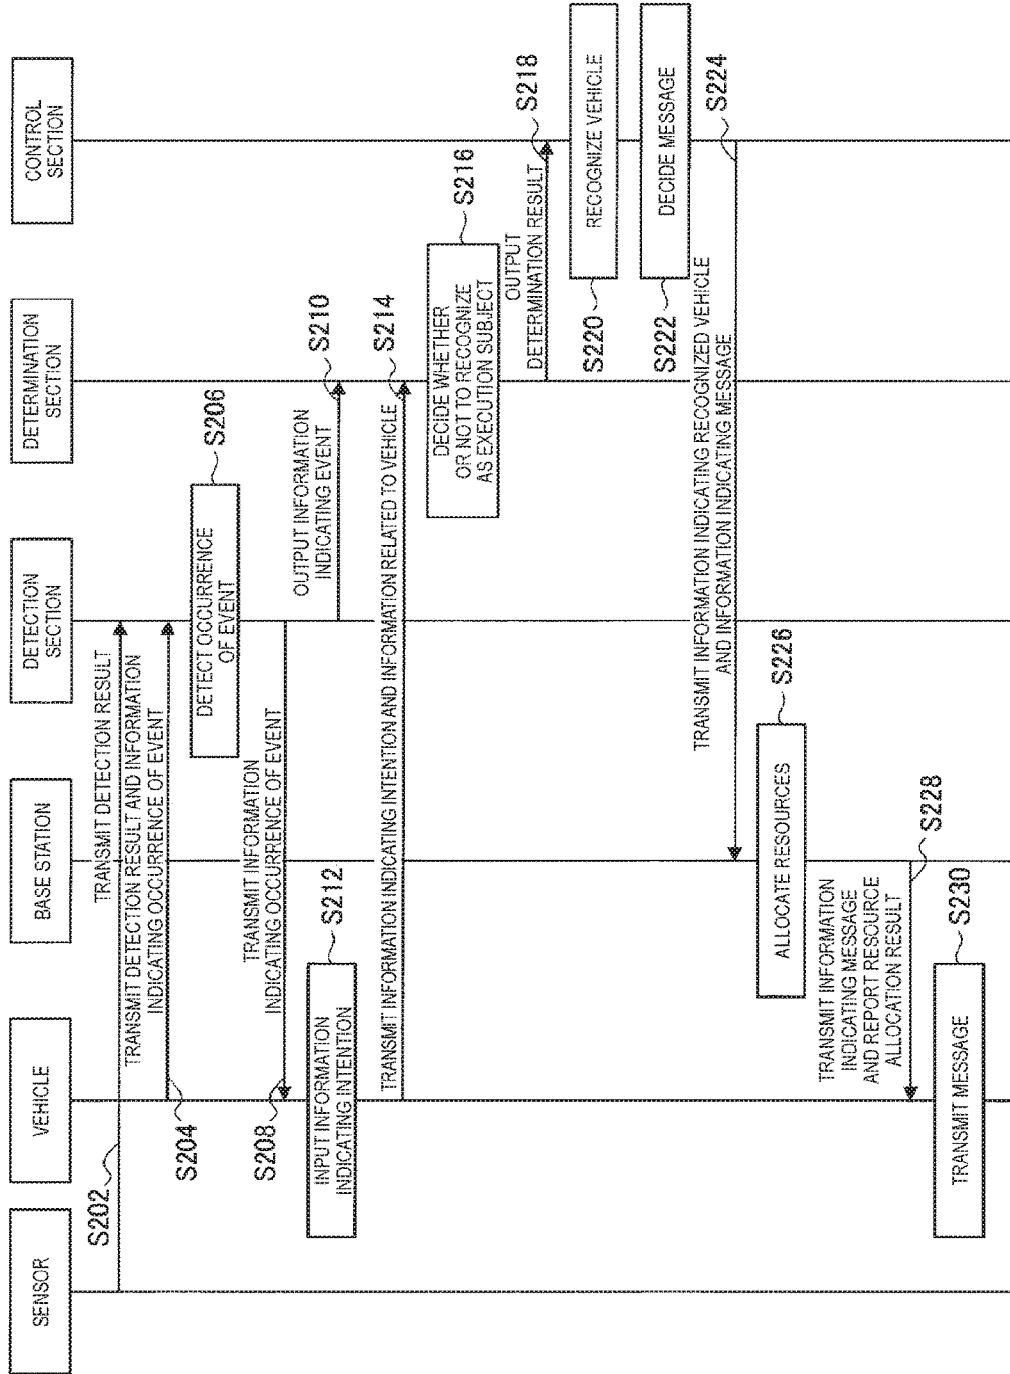 SENSOR
VEHICLE
BASE STATION
DETECTION
SECTION
DETERMINATION
SECTION
CONTROL
SECTION
S202
TRANSMIT DETECTION RESULT
TRANSMIT DETECTION RESULT AND INFORMATION
INDICATING OCCURRENCE OF EVENT
S204
DETECT OCCURRENCE
OF EVENT
S206
TRANSMIT INFORMATION
INDICATING OCCURRENCE OF EVENT
S208
OUTPUT INFORMATION
INDICATING EVENT
S210
INPUT INFORMATION
INDICATING INTENTION
S212
TRANSMIT INFORMATION INDICATING INTENTION AND INFORMATION RELATED TO VEHICLE
S214
DECIDE WHETHER
OR NOT TO RECOGNIZE
AS EXECUTION SUBJECT
S216
OUTPUT
DETERMINATION RESULT
S218
RECOGNIZE VEHICLE
S220
DECIDE MESSAGE
S222
TRANSMIT INFORMATION INDICATING RECOGNIZED VEHICLE
AND INFORMATION INDICATING MESSAGE
S224
ALLOCATE RESOURCES
S226
TRANSMIT INFORMATION
INDICATING MESSAGE
AND REPORT RESOURCE
ALLOCATION RESULT
S228
TRANSMIT MESSAGE
S230